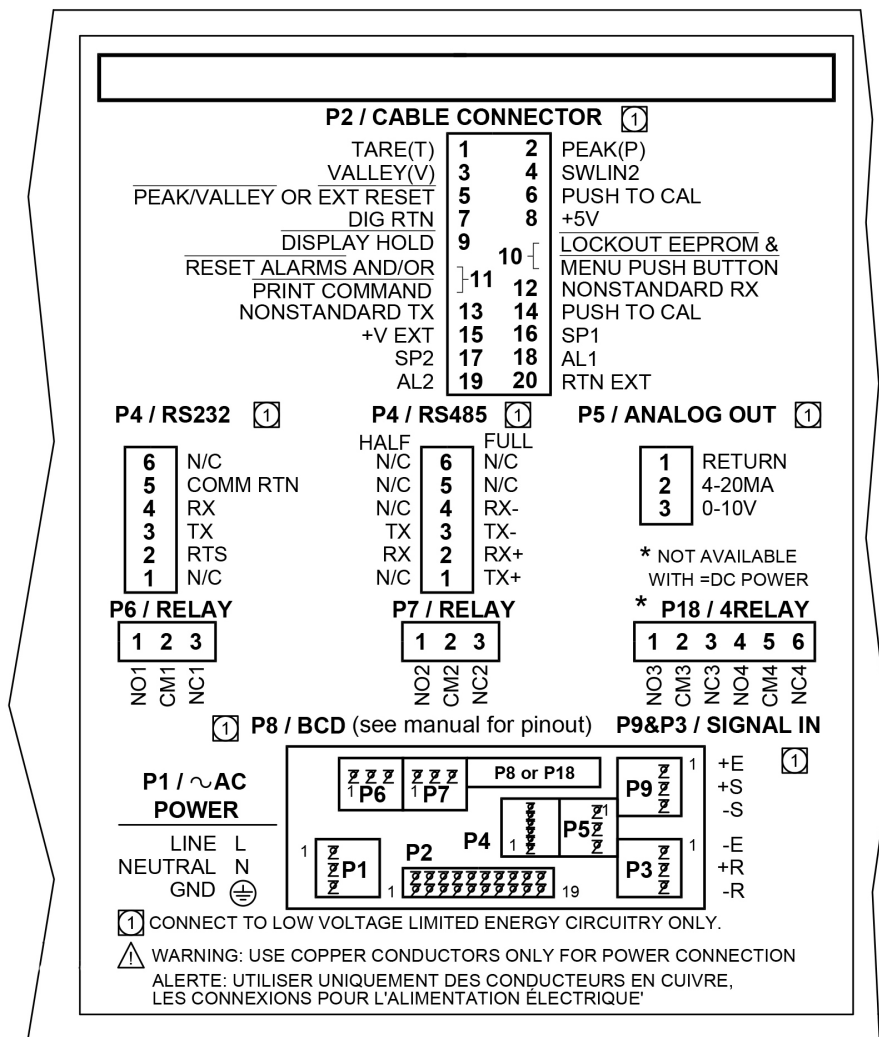 P2 / CABLE CONNECTOR 1
TARE(T) 1 2 PEAK(P)
VALLEY(V) 3 4 SWLIN2
PEAK/VALLEY OR EXT RESET 5 6 PUSH TO CAL
DIG RTN 7 8 +5V
DISPLAY HOLD 9 10 LOCKOUT EEPROM &
MENU PUSH BUTTON
RESET ALARMS AND/OR 11
PRINT COMMAND 12 NONSTANDARD RX
NONSTANDARD TX 13 14 PUSH TO CAL
+V EXT 15 16 SP1
SP2 17 18 AL1
AL2 19 20 RTN EXT
P4 / RS232 1
6 N/C
5 COMM RTN
4 RX
3 TX
2 RTS
1 N/C
P4 / RS485 1
HALF FULL
N/C 6 N/C
N/C 5 N/C
N/C 4 RX-
TX 3 TX-
RX 2 RX+
N/C 1 TX+
P5 / ANALOG OUT 1
1 RETURN
2 4-20MA
3 0-10V
* NOT AVAILABLE
WITH =DC POWER
P6 / RELAY
1 2 3
NO1 CM1 NC1
P7 / RELAY
1 2 3
NO2 CM2 NC2
* P18 / 4RELAY
1 2 3 4 5 6
NO3 CM3 NC3 NO4 CM4 NC4
1 P8 / BCD (see manual for pinout)
P9&P3 / SIGNAL IN
1
P1 / ~AC
POWER
LINE L
NEUTRAL N
GND
1 P6
1 P7
P8 or P18
P9 1
P4 1
P5 1
1 P1
P2 1 19
P3 1
+E
+S
-S
-E
+R
-R
1 CONNECT TO LOW VOLTAGE LIMITED ENERGY CIRCUITRY ONLY.
! WARNING: USE COPPER CONDUCTORS ONLY FOR POWER CONNECTION
ALERTE: UTILISER UNIQUEMENT DES CONDUCTEURS EN CUIVRE,
LES CONNEXIONS POUR L'ALIMENTATION ÉLECTRIQUE'